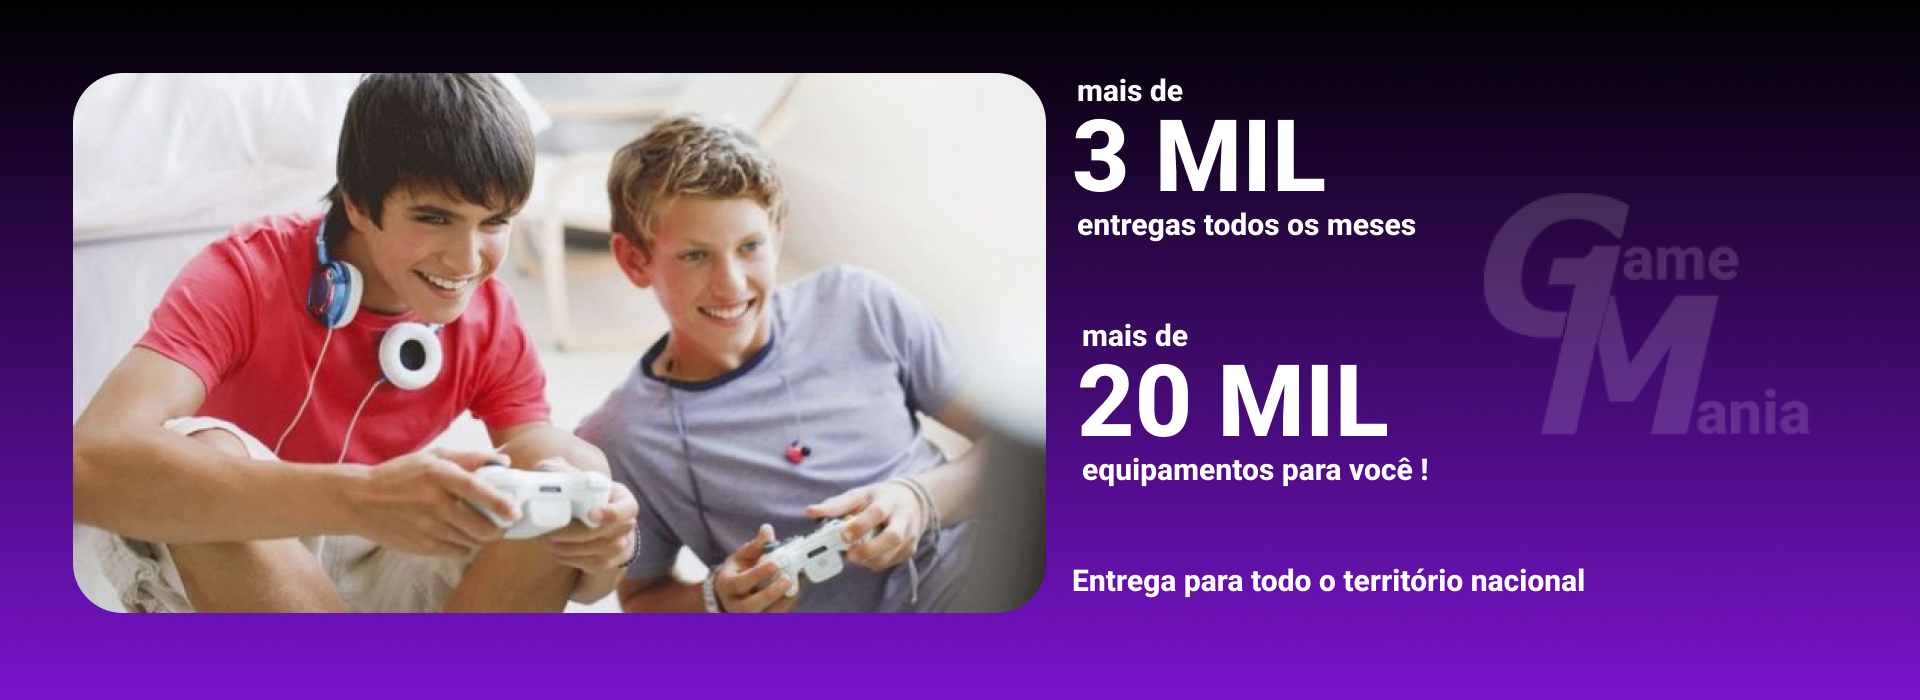 mais de
3 MIL
entregas todos os meses
mais de
20 MIL
equipamentos para você !
Entrega para todo o território nacional
Game
Mania